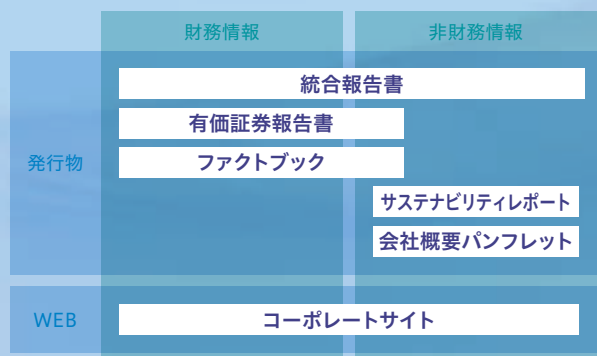 財務情報
非財務情報
発行物
統合報告書
有価証券報告書
ファクトブック
サステナビリティレポート
会社概要パンフレット
WEB
コーポレートサイト